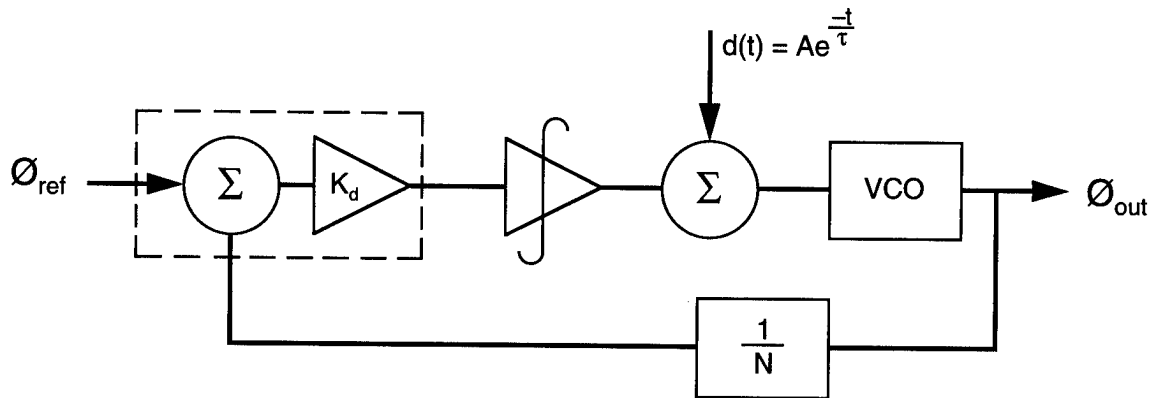 d(t) = Ae^{-t/τ}
Ø_ref
Σ
K_d
Σ
VCO
Ø_out
1/N